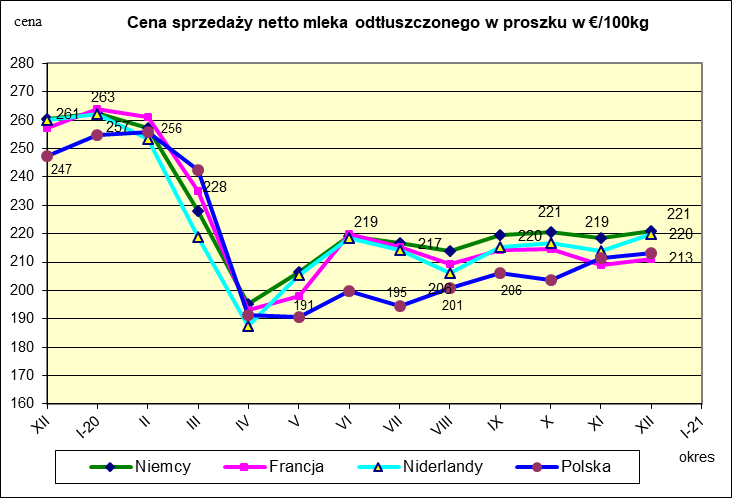 cena
Cena sprzedaży netto mleka odtłuszczonego w proszku w €/100kg
280
270
260
250
240
230
220
210
200
190
180
170
160
261
263
257
256
247
228
191
219
195
217
206
201
220
206
221
219
221
220
213
XII
I-20
II
III
IV
V
VI
VII
VIII
IX
X
XI
XII
I-21
okres
Niemcy Francja Niderlandy Polska